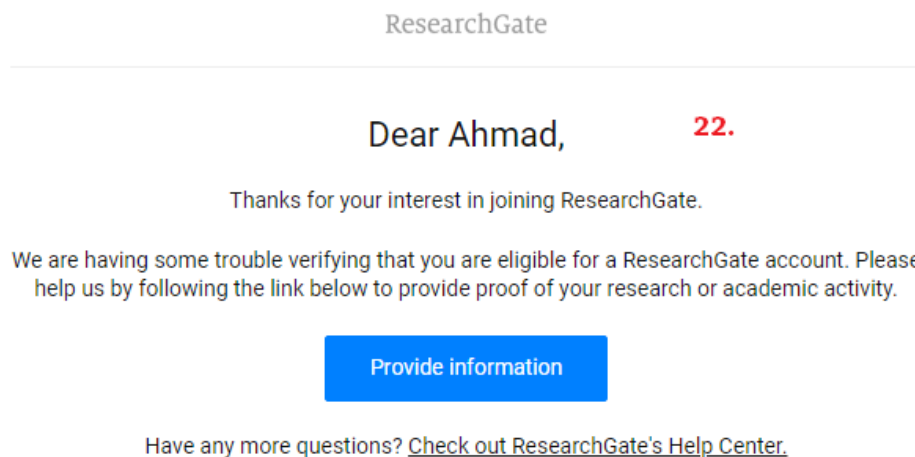 ResearchGate
Dear Ahmad,
22.
Thanks for your interest in joining ResearchGate.
We are having some trouble verifying that you are eligible for a ResearchGate account. Please
help us by following the link below to provide proof of your research or academic activity.
Provide information
Have any more questions? Check out ResearchGate's Help Center.